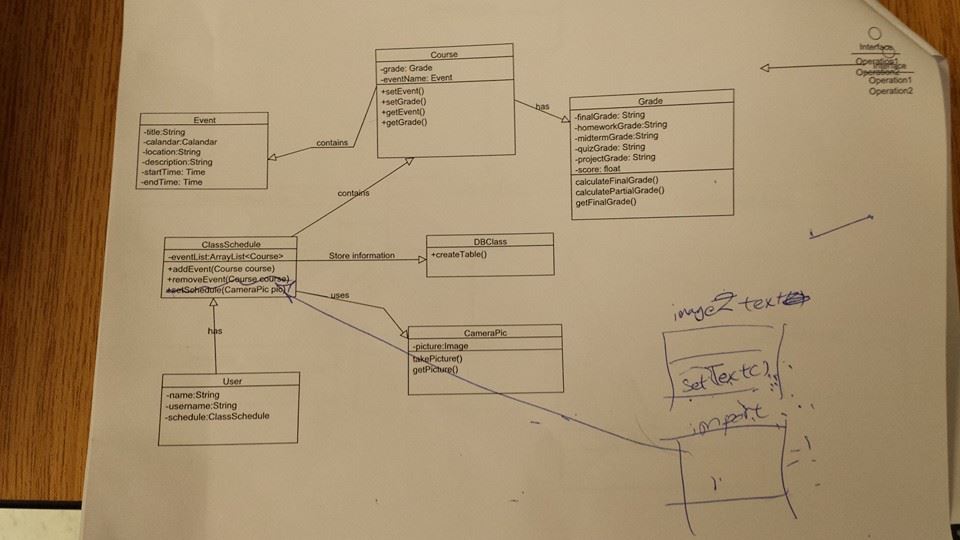 Course
-grade: Grade
-eventName: Event
+setEvent()
+setGrade()
+getEvent()
+getGrade()
Interface
Operation1
Operation2
Interface
Operation1
Operation2
has
Grade
-finalGrade: String
-homeworkGrade:String
-midtermGrade:String
-quizGrade: String
-projectGrade: String
-score: float
calculateFinalGrade()
calculatePartialGrade()
getFinalGrade()
Event
-title:String
-calandar:Calandar
-location:String
-description:String
-startTime: Time
-endTime: Time
contains
contains
ClassSchedule
-eventList:ArrayList<Course>
+addEvent(Course course)
+removeEvent(Course course)
+setSchedule(CameraPic pic)
Store information
DBClass
+createTable()
uses
CameraPic
-picture:Image
takePicture()
getPicture()
has
User
-name:String
-username:String
-schedule:ClassSchedule
image2text
setText()
import